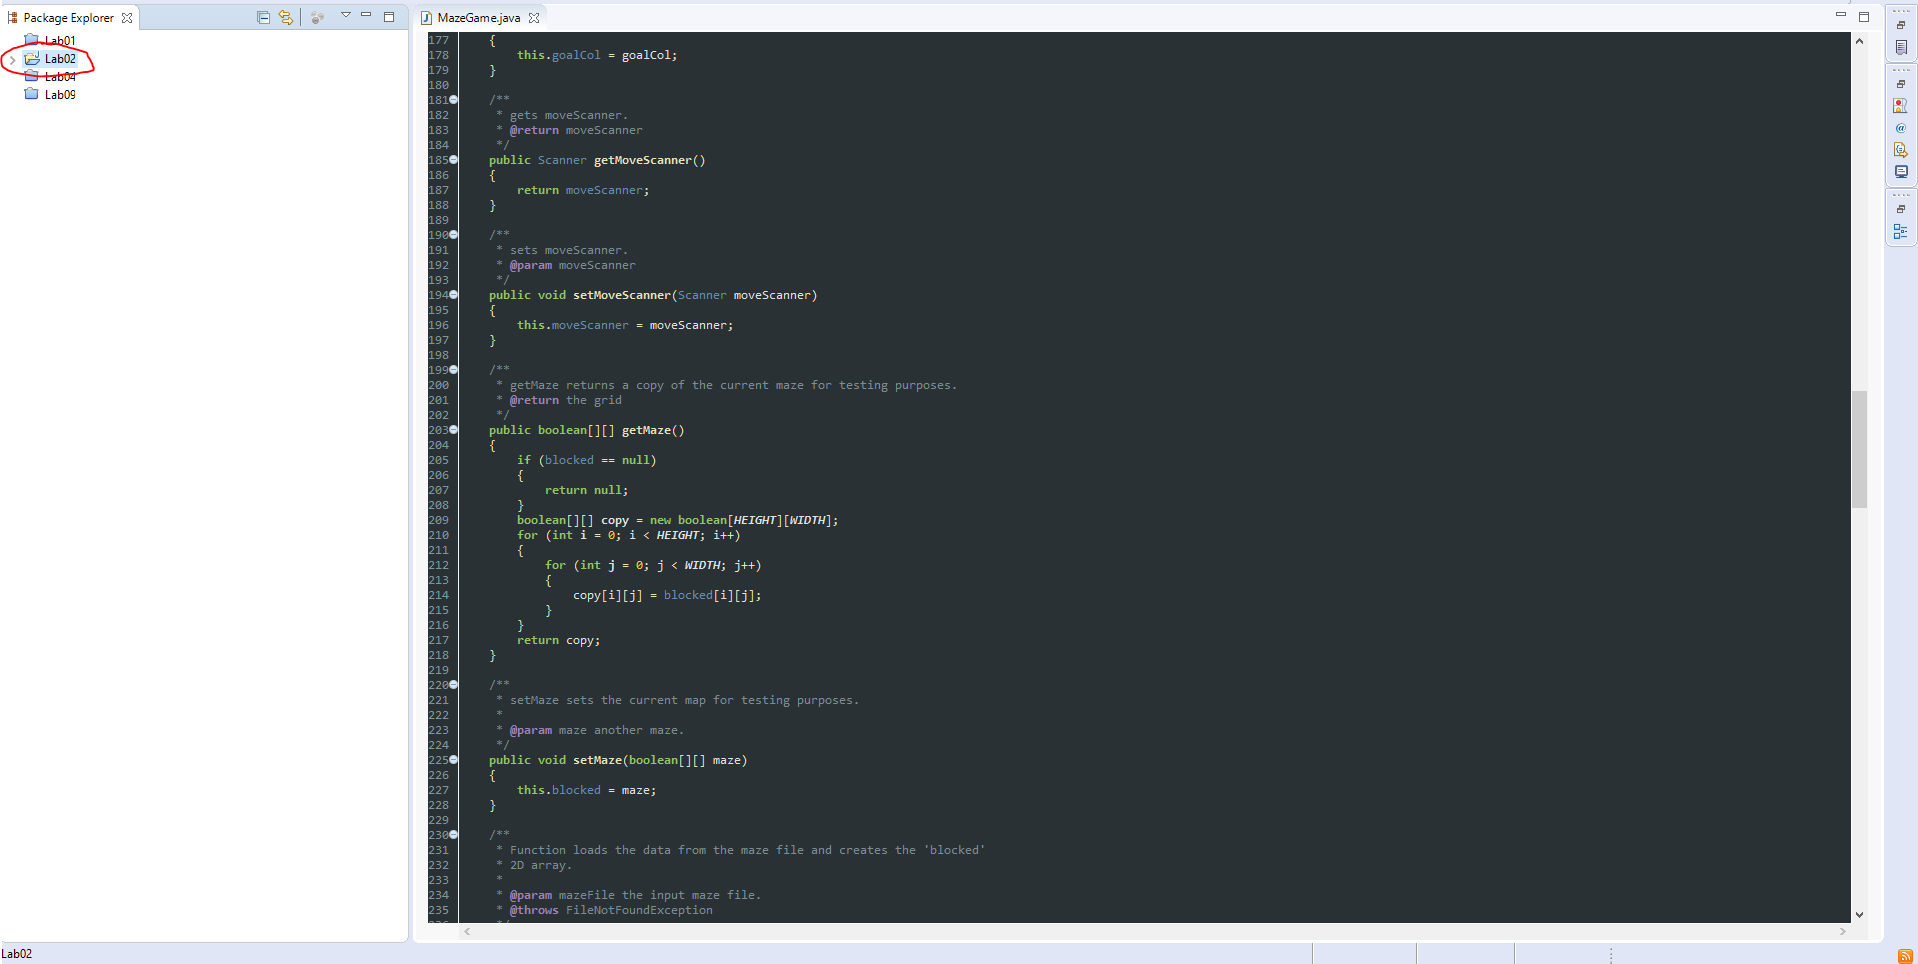 Package Explorer
Lab01
Lab02
Lab04
Lab09
MazeGame.java
177 {
178 this.goalCol = goalCol;
179 }
180
181 /**
182 * gets moveScanner.
183 * @return moveScanner
184 */
185 public Scanner getMoveScanner()
186 {
187 return moveScanner;
188 }
189
190 /**
191 * sets moveScanner.
192 * @param moveScanner
193 */
194 public void setMoveScanner(Scanner moveScanner)
195 {
196 this.moveScanner = moveScanner;
197 }
198
199 /**
200 * getMaze returns a copy of the current maze for testing purposes.
201 * @return the grid
202 */
203 public boolean[][] getMaze()
204 {
205 if (blocked == null)
206 {
207 return null;
208 }
209 boolean[][] copy = new boolean[HEIGHT][WIDTH];
210 for (int i = 0; i < HEIGHT; i++)
211 {
212 for (int j = 0; j < WIDTH; j++)
213 {
214 copy[i][j] = blocked[i][j];
215 }
216 }
217 return copy;
218 }
219
220 /**
221 * setMaze sets the current map for testing purposes.
222 *
223 * @param maze another maze.
224 */
225 public void setMaze(boolean[][] maze)
226 {
227 this.blocked = maze;
228 }
229
230 /**
231 * Function loads the data from the maze file and creates the 'blocked'
232 * 2D array.
233 *
234 * @param mazeFile the input maze file.
235 * @throws FileNotFoundException
Lab02